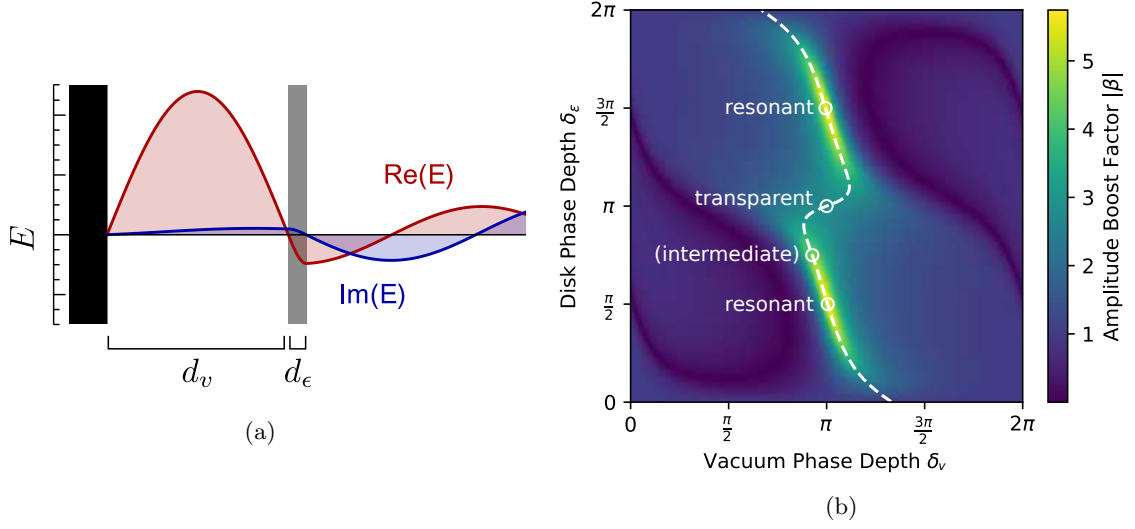 E
Re(E)
Im(E)
d_v
d_ϵ
(a)
2π
3π/2
π
π/2
0
Disk Phase Depth δ_ε
resonant
transparent
(intermediate)
resonant
0
π/2
π
3π/2
2π
Vacuum Phase Depth δ_v
(b)
5
4
3
2
1
Amplitude Boost Factor |β|